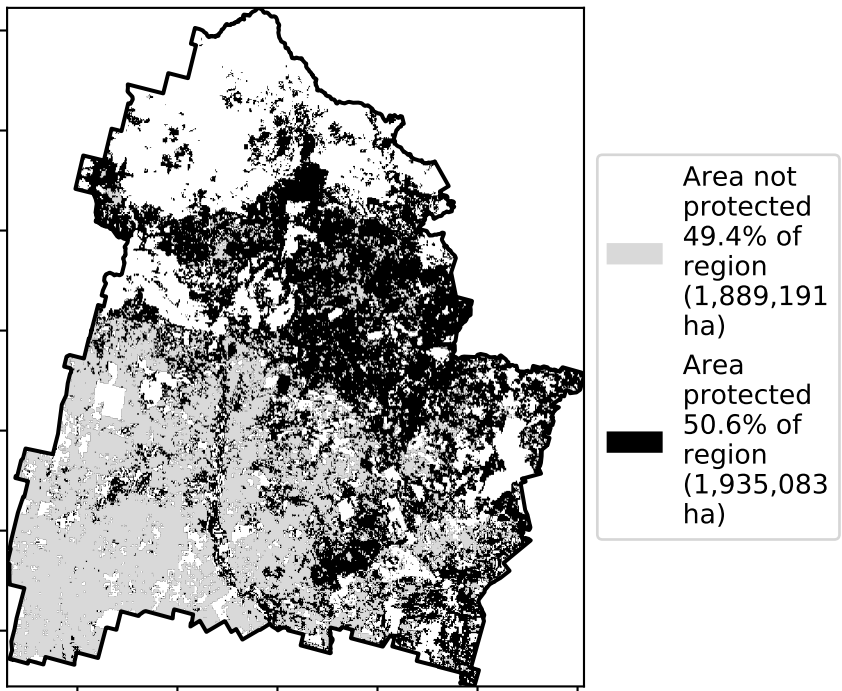 Area not
protected
49.4% of
region
(1,889,191
ha)
Area
protected
50.6% of
region
(1,935,083
ha)